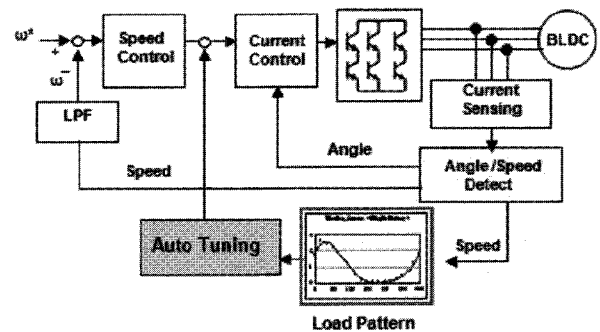 ω*
+
-
ω
Speed
Control
Current
Control
BLDC
Current
Sensing
LPF
Angle
Speed
Angle/Speed
Detect
Auto Tuning
Speed
Load Pattern